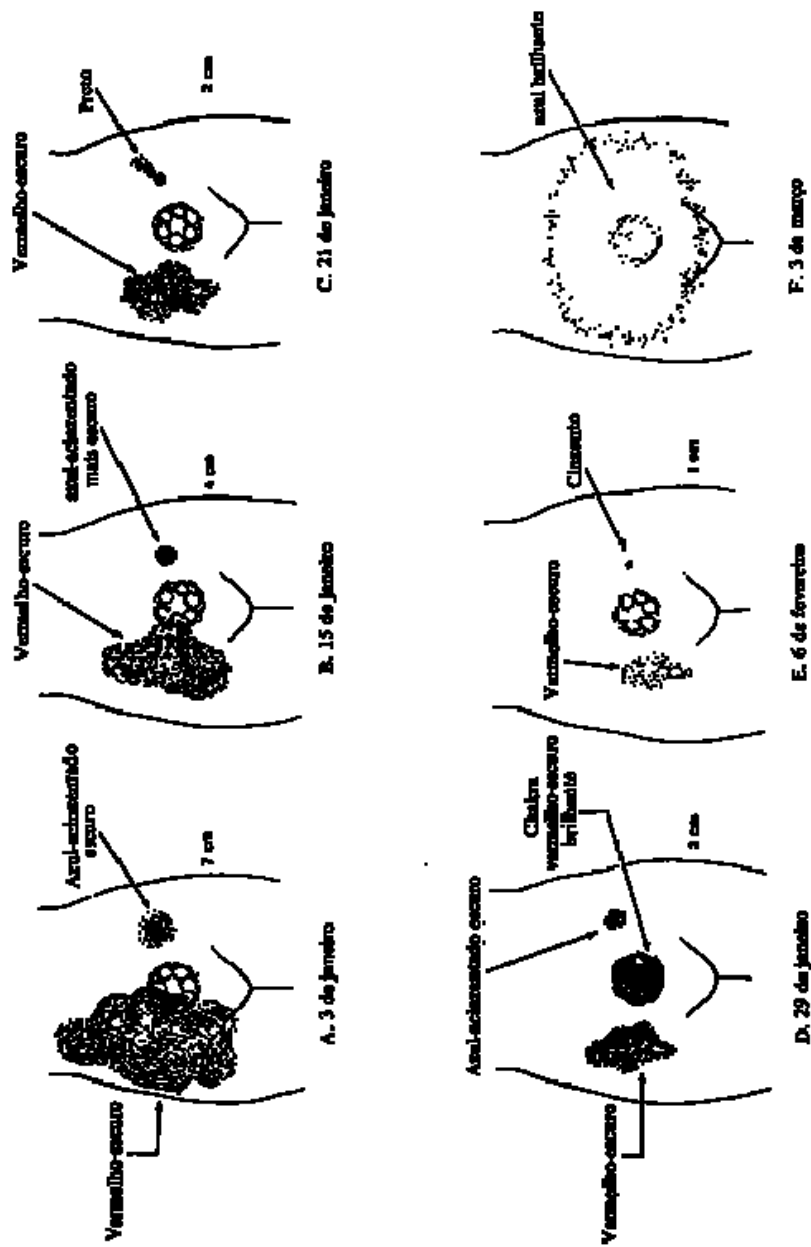 Vermelho-escuro
Azul-acinzentado
escuro
7 cm
A. 3 de janeiro
Vermelho-escuro
azul-acinzentado
mais escuro
4 cm
B. 15 de janeiro
Vermelho-escuro
Preto
2 cm
C. 21 de janeiro
Vermelho-escuro
Azul-acinzentado escuro
Chakra
vermelho-escuro
brilhante
2 cm
D. 29 de janeiro
Vermelho-escuro
Cinzento
1 cm
E. 6 de fevereiro
azul brilhante
F. 3 de março